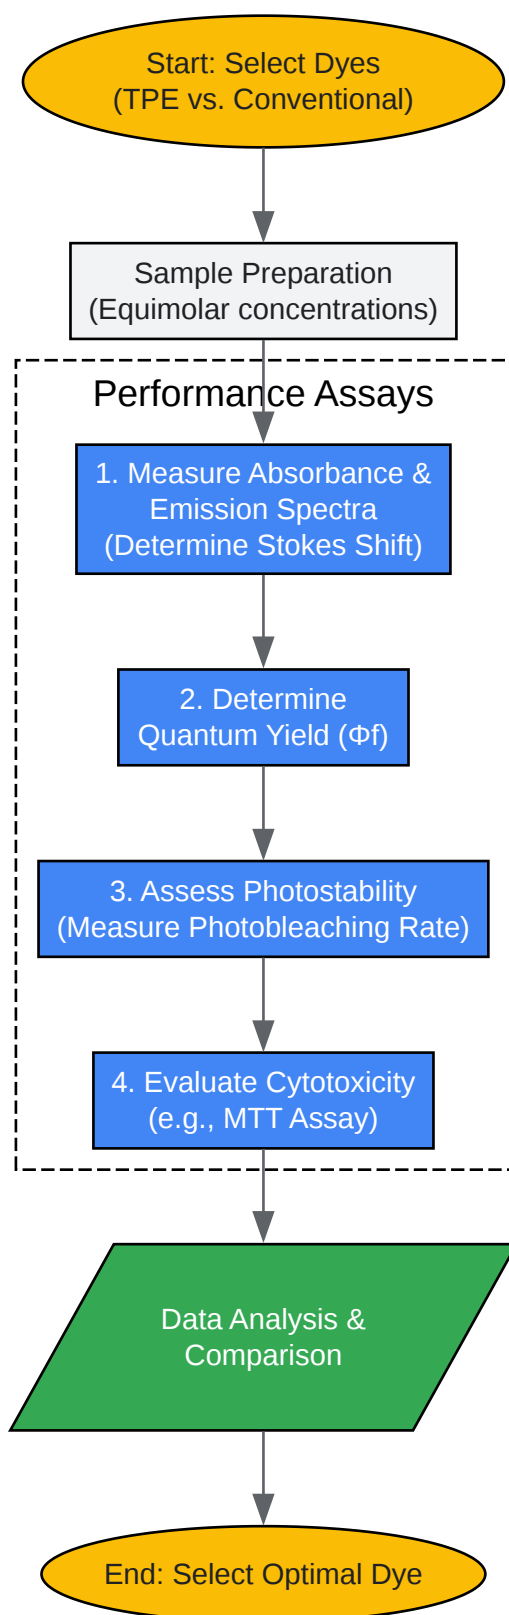 Start: Select Dyes
(TPE vs. Conventional)
Sample Preparation
(Equimolar concentrations)
Performance Assays
1. Measure Absorbance &
Emission Spectra
(Determine Stokes Shift)
2. Determine
Quantum Yield (Φf)
3. Assess Photostability
(Measure Photobleaching Rate)
4. Evaluate Cytotoxicity
(e.g., MTT Assay)
Data Analysis &
Comparison
End: Select Optimal Dye